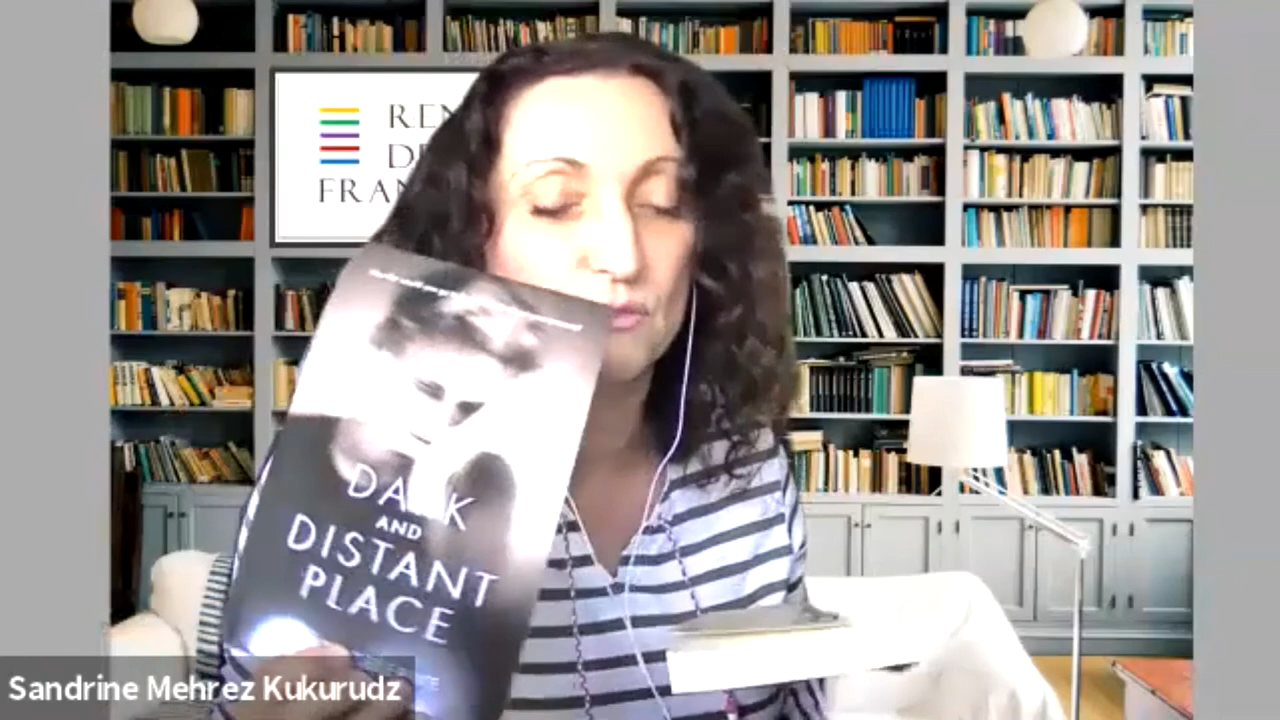 REN
DE
FRAN
DARK
AND
DISTANT
PLACE
Sandrine Mehrez Kukurudz